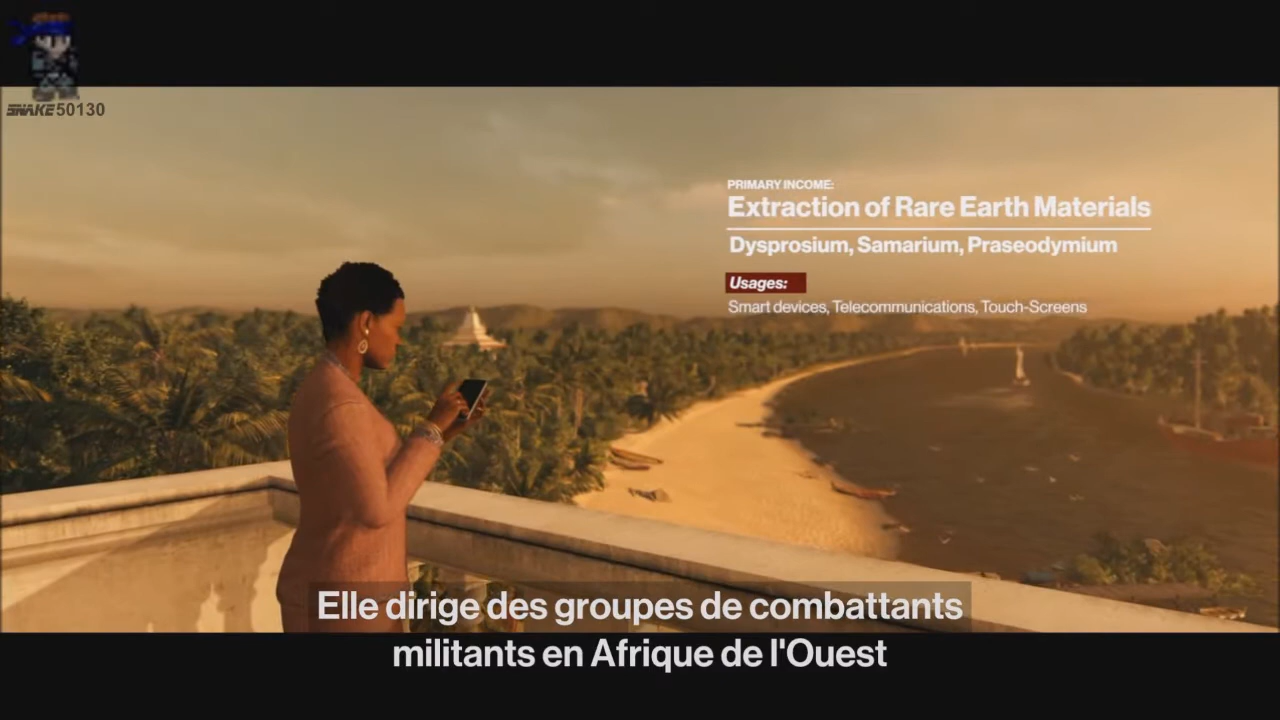 SNAKE50130
PRIMARY INCOME:
Extraction of Rare Earth Materials
Dysprosium, Samarium, Praseodymium
Usages:
Smart devices, Telecommunications, Touch-Screens
Elle dirige des groupes de combattants
militants en Afrique de l'Ouest